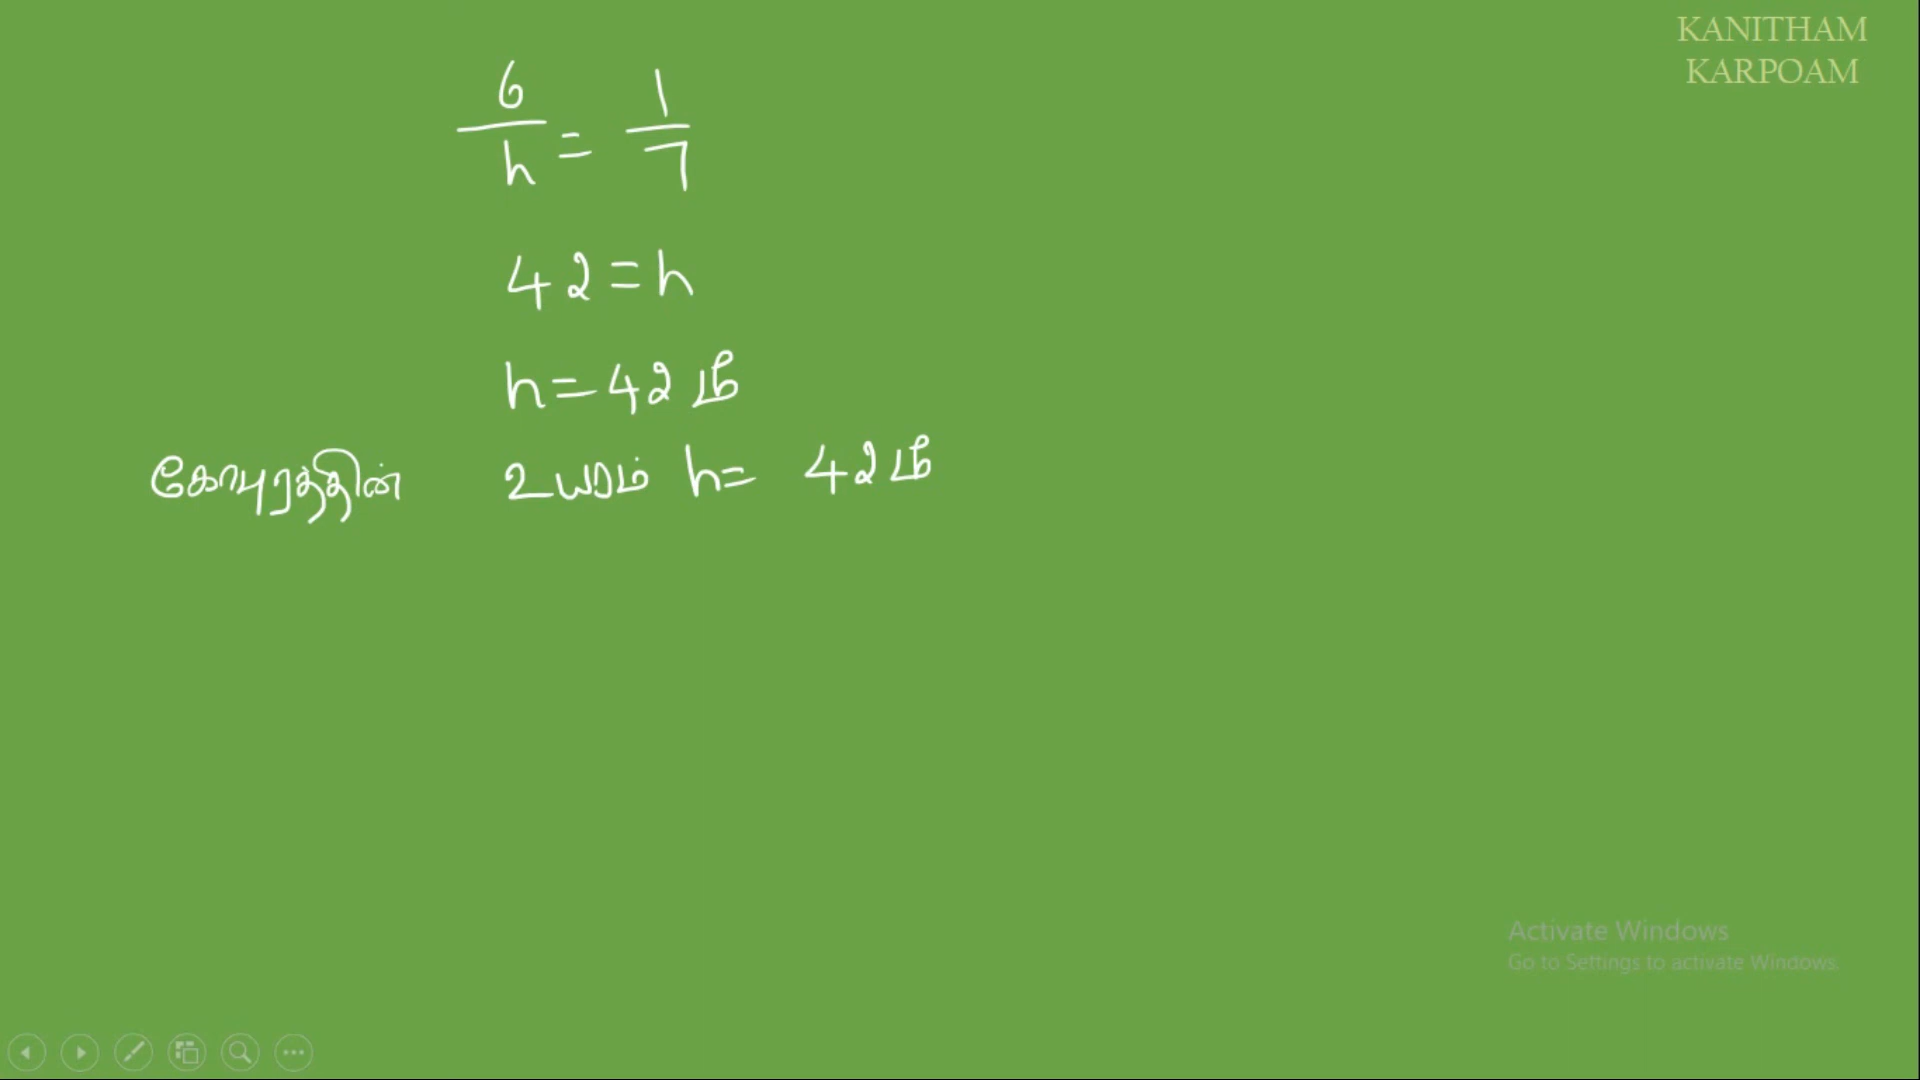 KANITHAM
KARPOAM
6/h = 1/7
42 = h
h = 42 மீ
கோபுரத்தின் உயரம் h = 42 மீ
Activate Windows
Go to Settings to activate Windows.